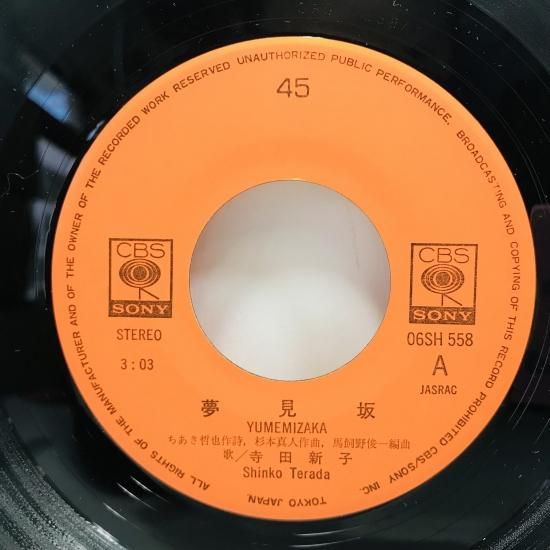 ALL RIGHTS OF THE MANUFACTURER AND OF THE OWNER OF THE RECORDED WORK RESERVED UNAUTHORIZED PUBLIC PERFORMANCE, BROADCASTING AND COPYING OF THIS RECORD PROHIBITED CBS/SONY INC. TOKYO JAPAN.
45
CBS
SONY
STEREO
3:03
CBS
SONY
06SH 558
A
JASRAC
夢見坂
YUMEMIZAKA
ちあき哲也作詩, 杉本真人作曲, 馬飼野俊一編曲
歌／寺田新子
Shinko Terada